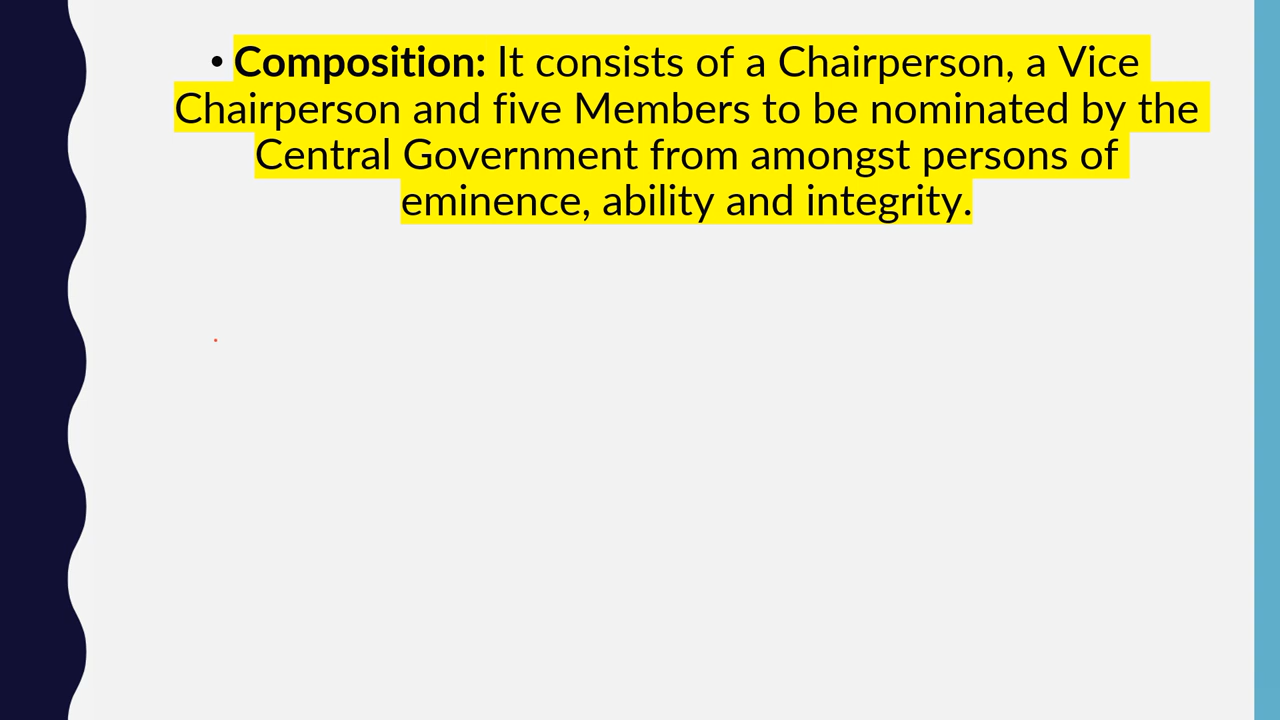 • Composition: It consists of a Chairperson, a Vice
Chairperson and five Members to be nominated by the
Central Government from amongst persons of
eminence, ability and integrity.